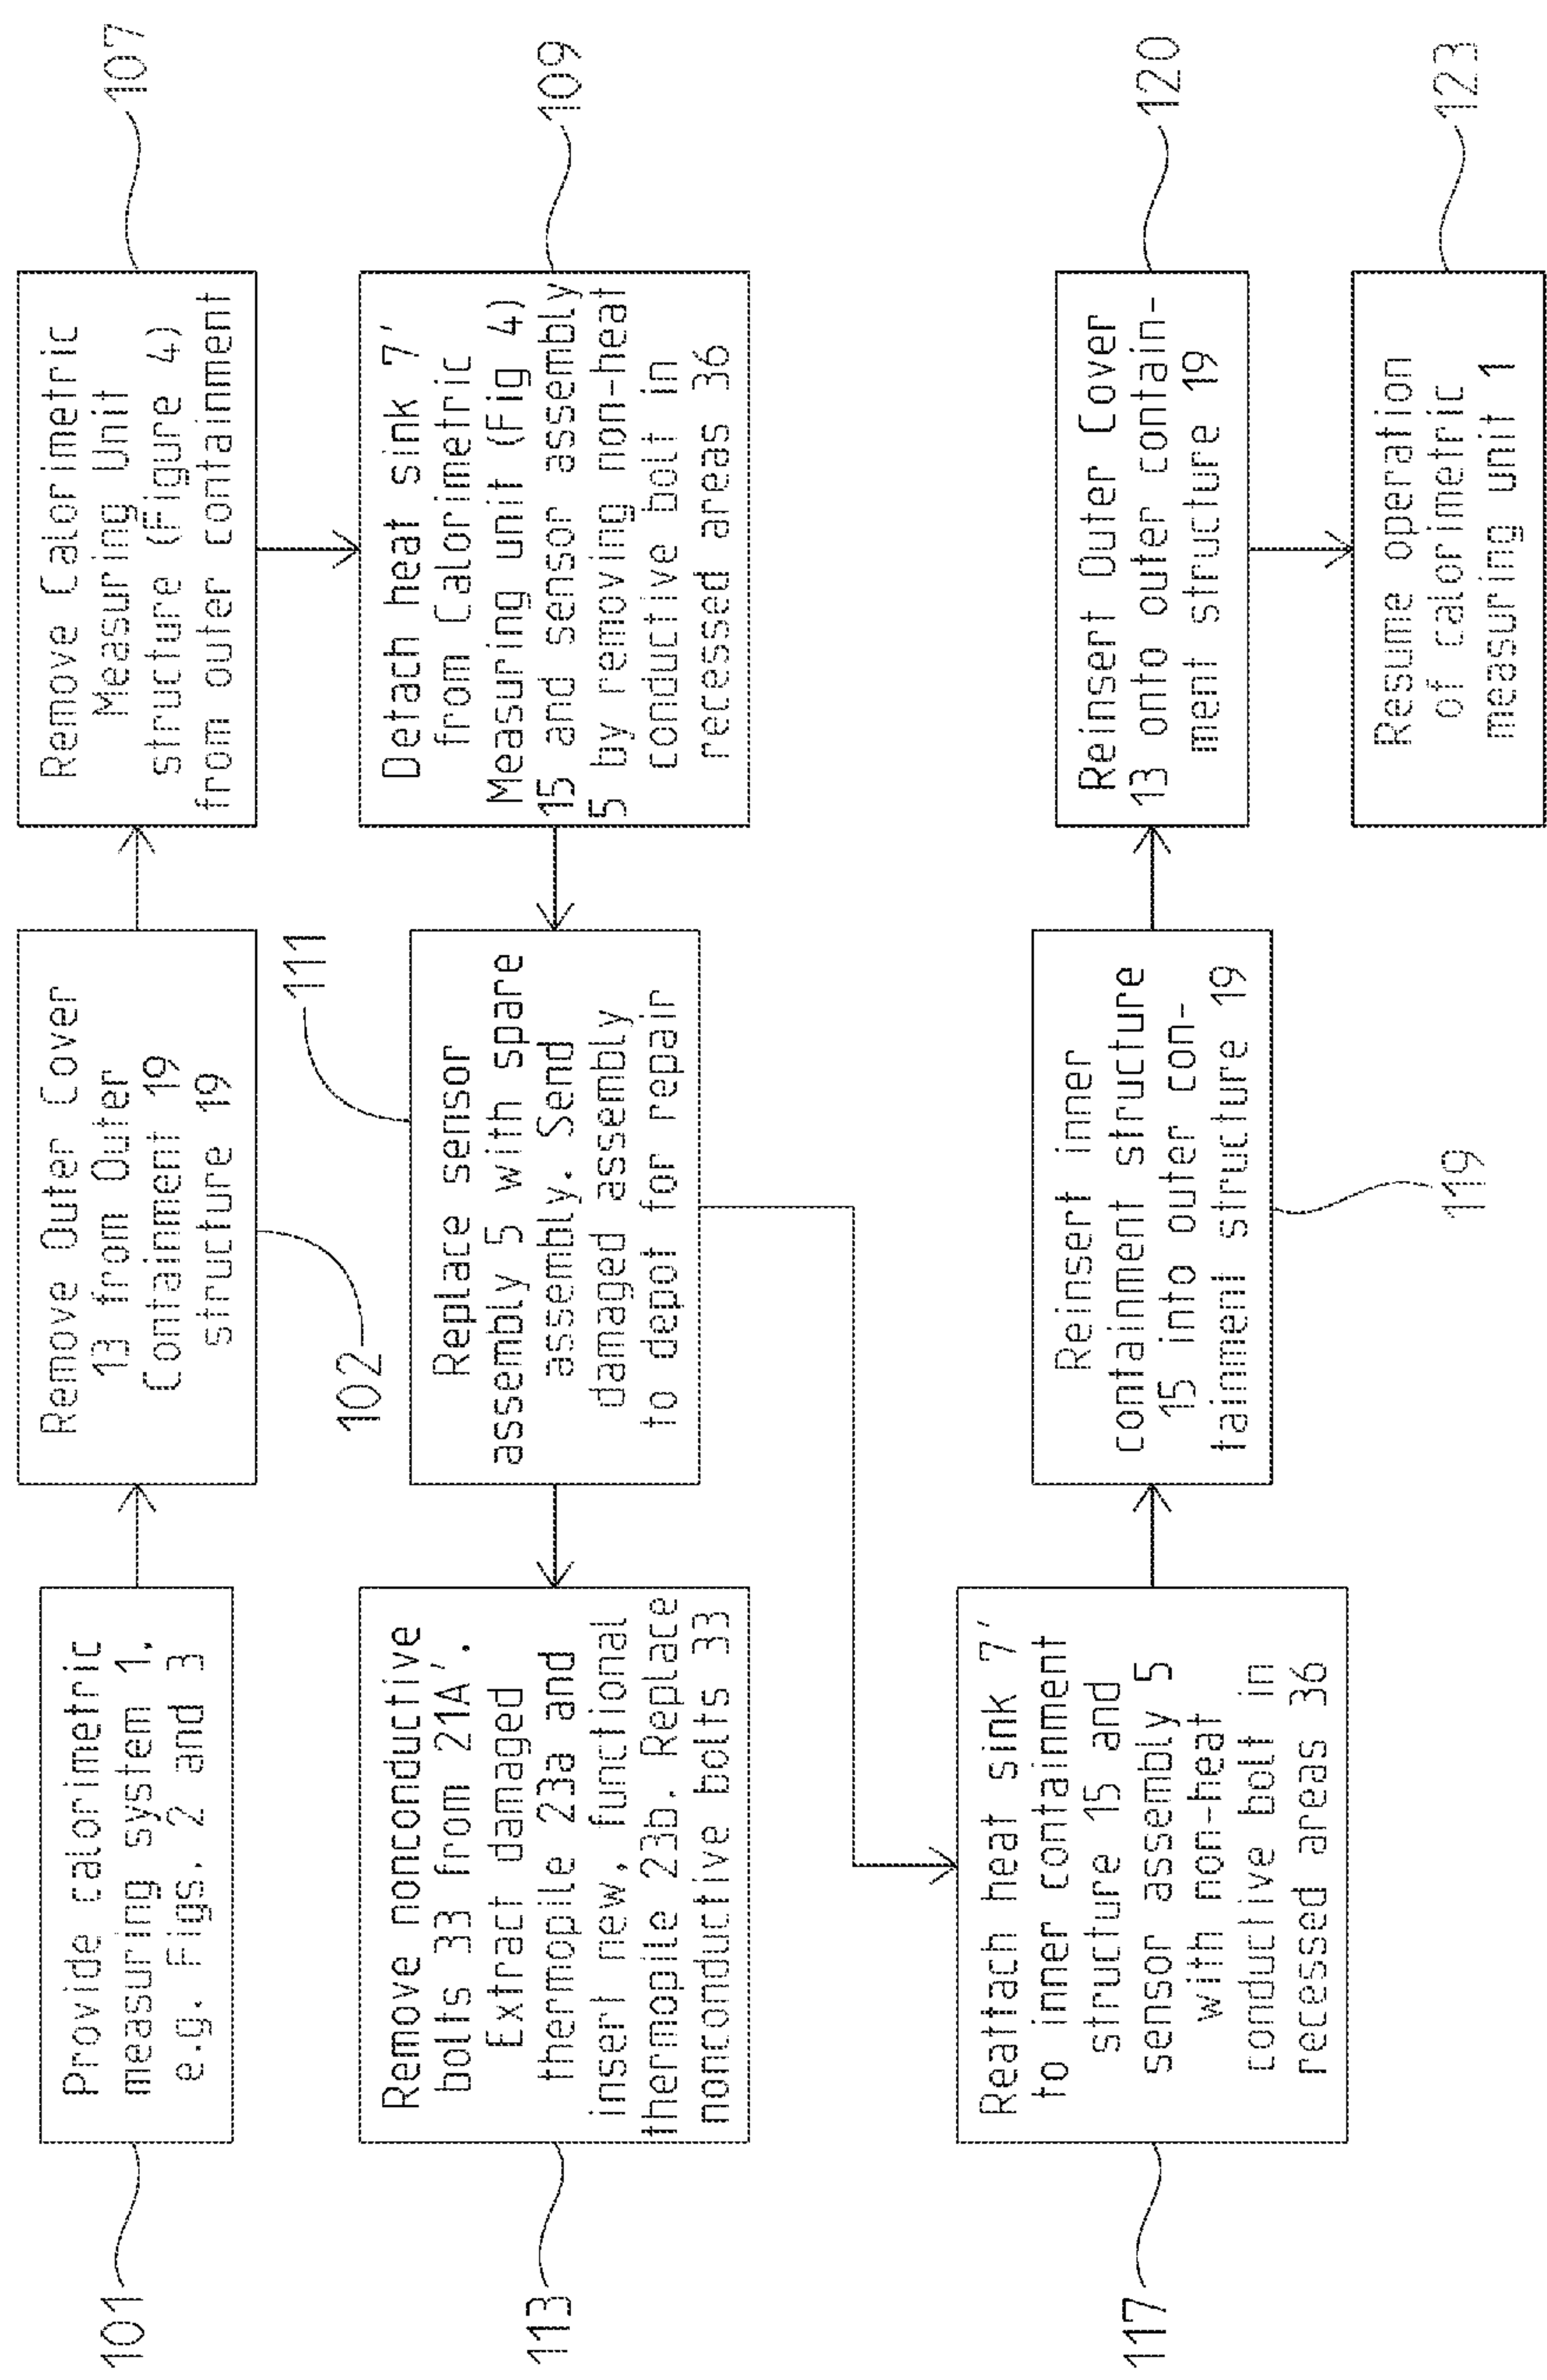 101
Provide calorimetric
measuring system 1,
e.g. Figs. 2 and 3
Remove Outer Cover
13 from Outer
Containment 19
structure 19
102
Remove Calorimetric
Measuring Unit
structure (Figure 4)
from outer containment
107
Detach heat sink 7'
from Calorimetric
Measuring unit (Fig 4)
15 and sensor assembly
5 by removing non-heat
conductive bolt in
recessed areas 36
109
111
Replace sensor
assembly 5 with spare
assembly. Send
damaged assembly
to depot for repair
113
Remove nonconductive
bolts 33 from 21A'.
Extract damaged
thermopile 23a and
insert new, functional
thermopile 23b. Replace
nonconductive bolts 33
117
Reattach heat sink 7'
to inner containment
structure 15 and
sensor assembly 5
with non-heat
conductive bolt in
recessed areas 36
Reinsert inner
containment structure
15 into outer con-
tainment structure 19
119
Reinsert Outer Cover
13 onto outer contain-
ment structure 19
120
Resume operation
of calorimetric
measuring unit 1
123